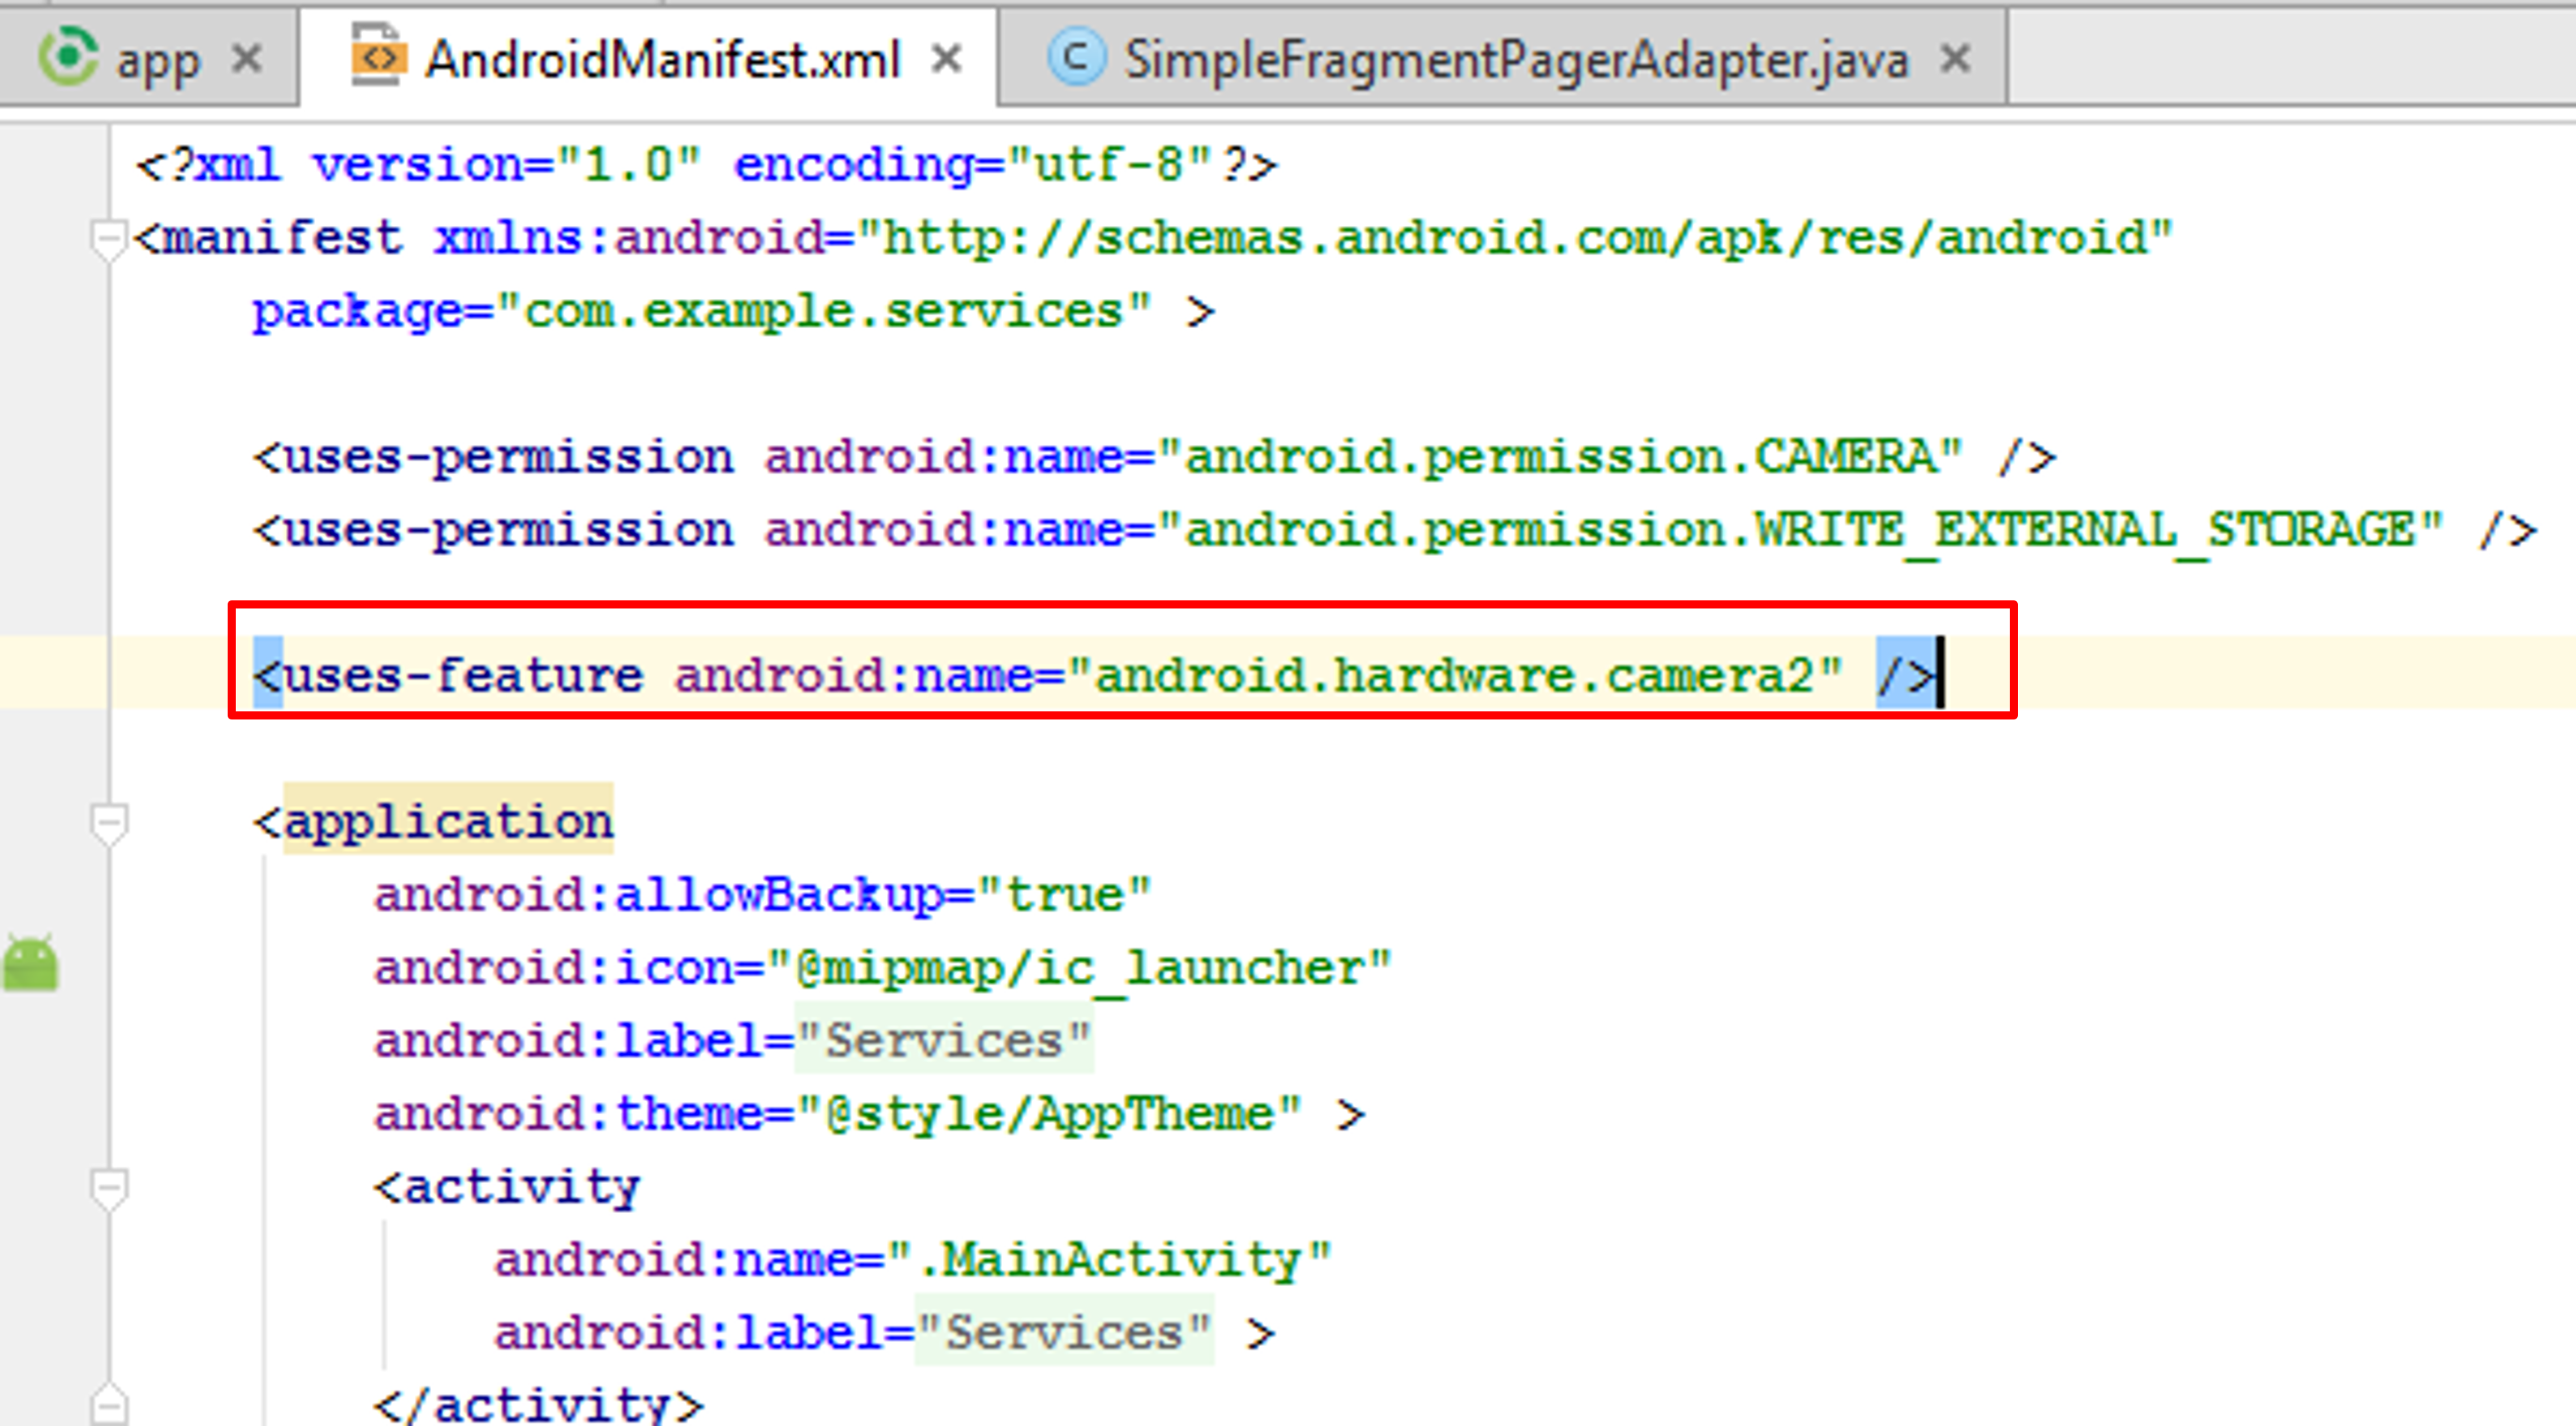 app AndroidManifest.xml C SimpleFragmentPagerAdapter.java
<?xml version="1.0" encoding="utf-8"?>
<manifest xmlns:android="http://schemas.android.com/apk/res/android"
package="com.example.services" >
<uses-permission android:name="android.permission.CAMERA" />
<uses-permission android:name="android.permission.WRITE_EXTERNAL_STORAGE" />
<uses-feature android:name="android.hardware.camera2" />
<application
android:allowBackup="true"
android:icon="@mipmap/ic_launcher"
android:label="Services"
android:theme="@style/AppTheme" >
<activity
android:name=".MainActivity"
android:label="Services" >
</activity>